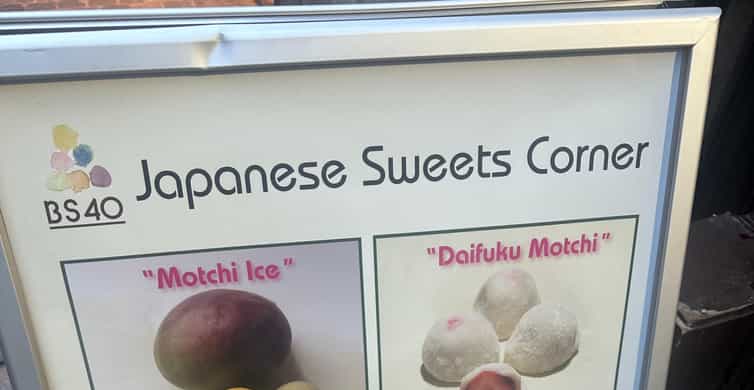 Japanese Sweets Corner
BS40
"Motchi Ice"
"Daifuku Motchi"